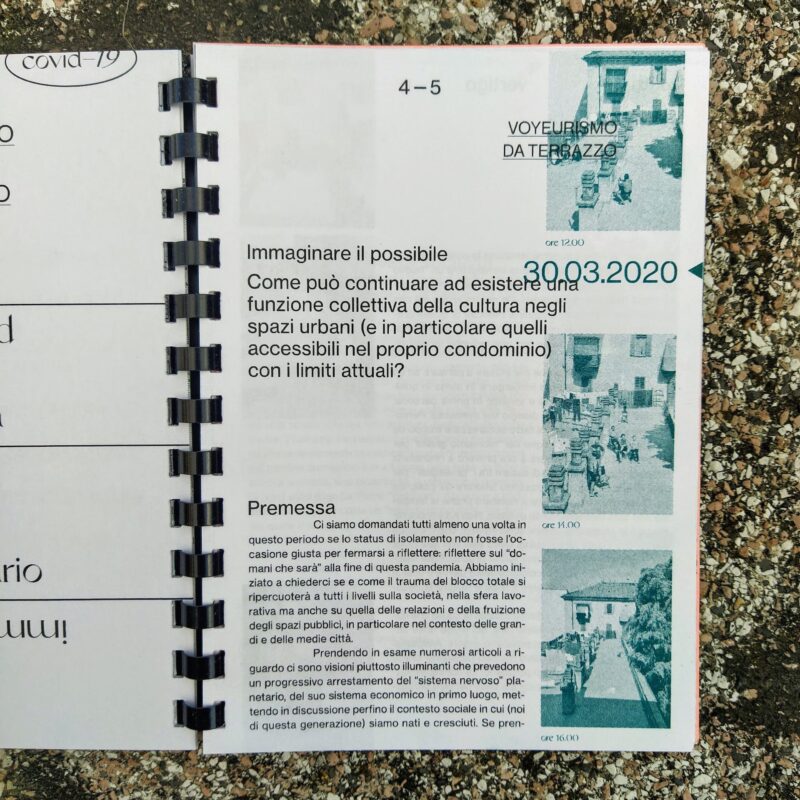 covid–19
O
O
d
a
rio
imm
4 – 5
VOYEURISMO
DA TERRAZZO
ore 12.00
30.03.2020
Immaginare il possibile
Come può continuare ad esistere una
funzione collettiva della cultura negli
spazi urbani (e in particolare quelli
accessibili nel proprio condominio)
con i limiti attuali?
ore 14.00
Premessa
Ci siamo domandati tutti almeno una volta in
questo periodo se lo status di isolamento non fosse l'oc-
casione giusta per fermarsi a riflettere: riflettere sul "do-
mani che sarà" alla fine di questa pandemia. Abbiamo ini-
ziato a chiederci se e come il trauma del blocco totale si
ripercuoterà a tutti i livelli sulla società, nella sfera lavo-
rativa ma anche su quella delle relazioni e della fruizione
degli spazi pubblici, in particolare nel contesto delle gran-
di e delle medie città.
Prendendo in esame numerosi articoli a ri-
guardo ci sono visioni piuttosto illuminanti che prevedono
un progressivo arrestamento del "sistema nervoso" pla-
netario, del suo sistema economico in primo luogo, met-
tendo in discussione perfino il contesto sociale in cui (noi
di questa generazione) siamo nati e cresciuti. Se pren-
ore 16.00